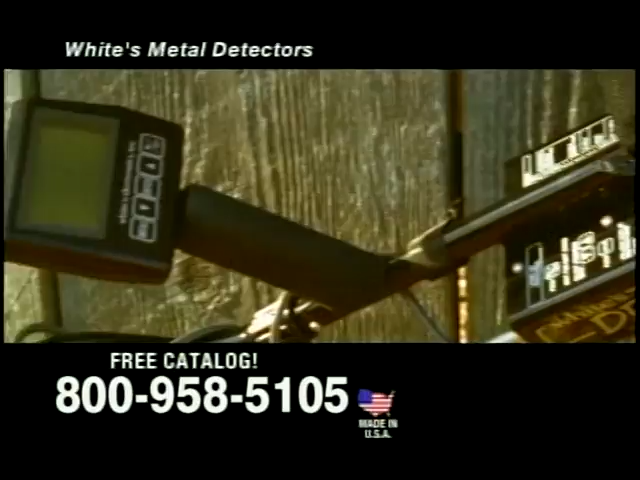 White's Metal Detectors
FREE CATALOG!
800-958-5105
MADE IN
U.S.A.